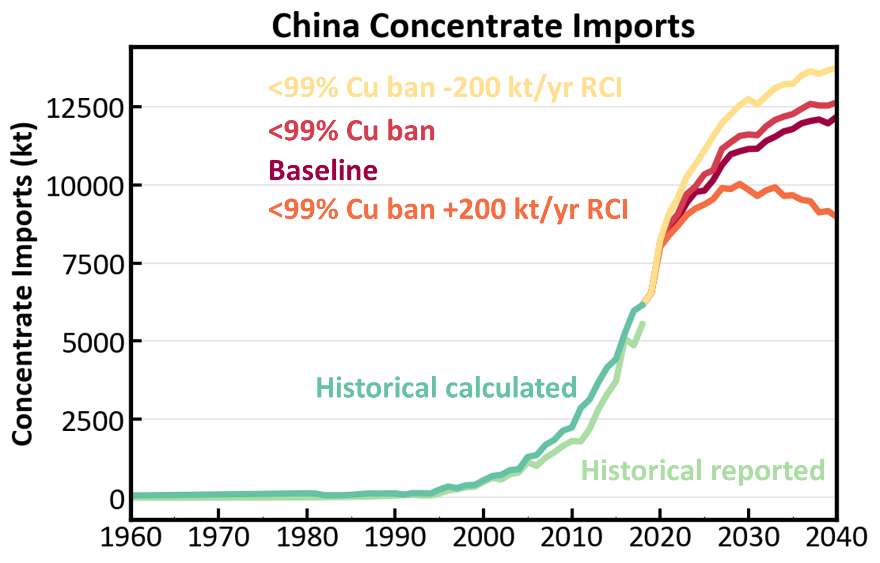 China Concentrate Imports
Concentrate Imports (kt)
12500
10000
7500
5000
2500
0
<99% Cu ban -200 kt/yr RCI
<99% Cu ban
Baseline
<99% Cu ban +200 kt/yr RCI
Historical calculated
Historical reported
1960 1970 1980 1990 2000 2010 2020 2030 2040